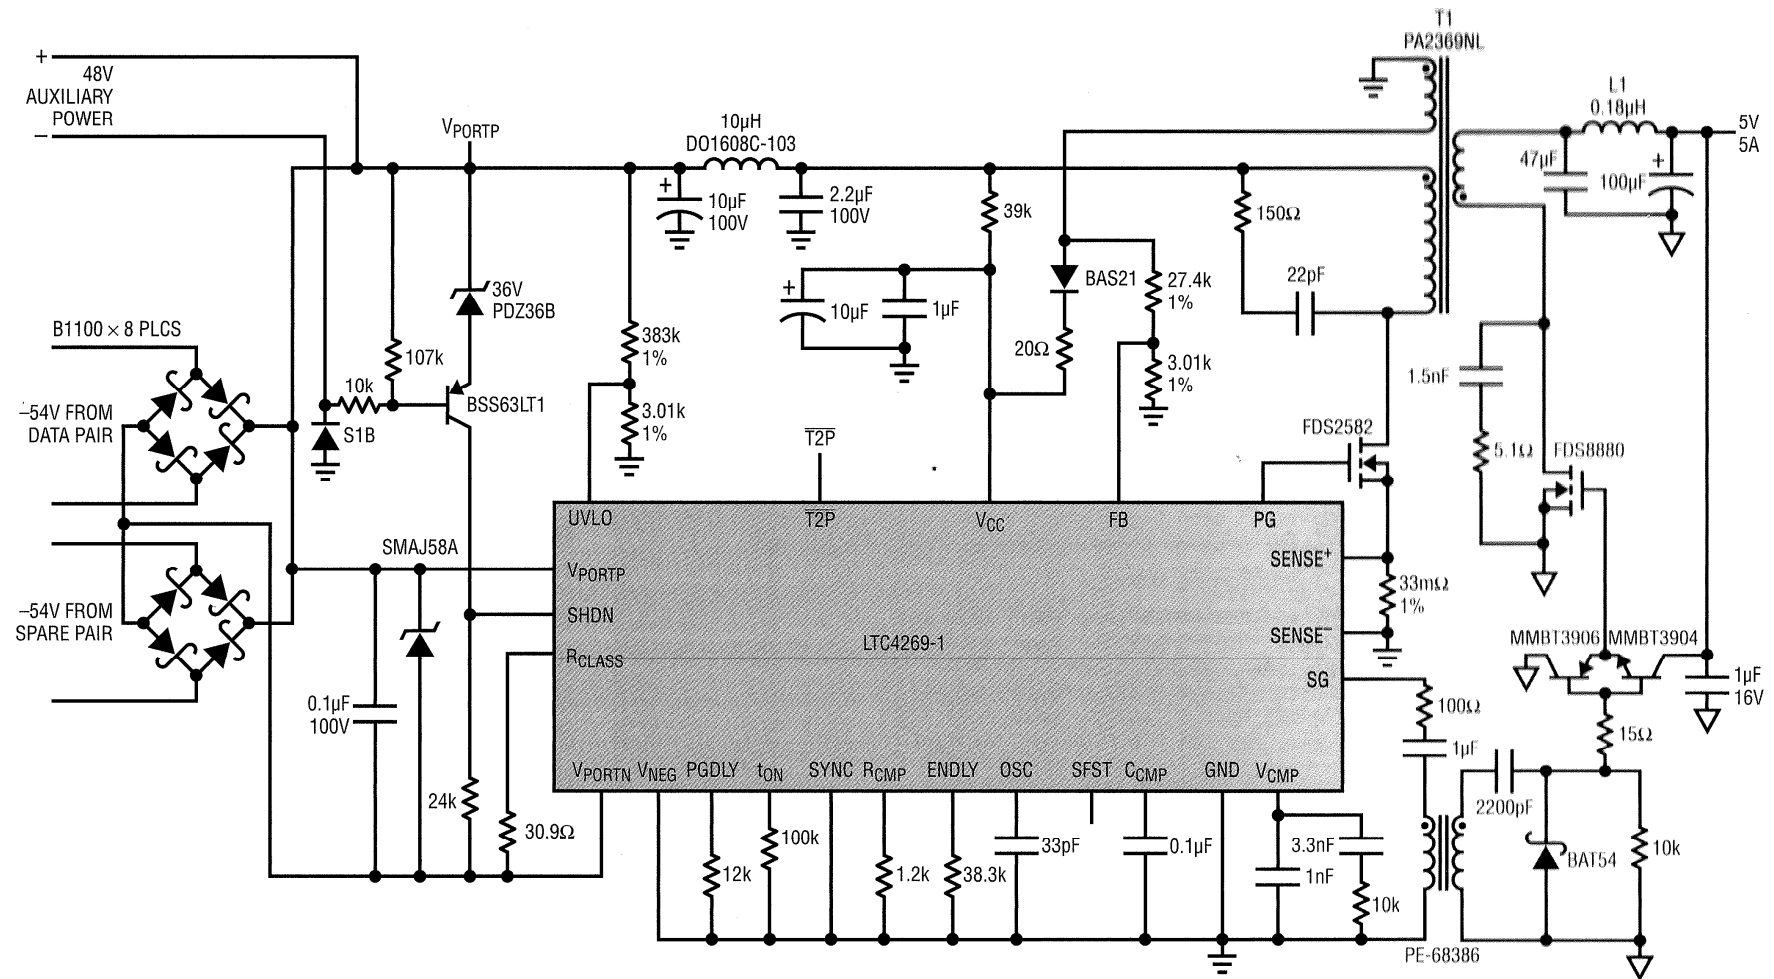 T1
PA2369NL
+
48V
AUXILIARY
POWER
–
L1
0.18µH
5V
5A
VPORTP
10µH
DO1608C-103
47µF
+
100µF
+
10µF
100V
2.2µF
100V
39k
150Ω
36V
PDZ36B
+
10µF
1µF
BAS21
27.4k
1%
22pF
B1100 × 8 PLCS
107k
383k
1%
20Ω
3.01k
1%
1.5nF
–54V FROM
DATA PAIR
10k
S1B
BSS63LT1
3.01k
1%
T2P
FDS2582
5.1Ω
FDS8880
UVLO
T2P
VCC
FB
PG
SMAJ58A
VPORTP
SENSE+
33mΩ
1%
–54V FROM
SPARE PAIR
SHDN
RCLASS
LTC4269-1
SENSE–
SG
MMBT3906
MMBT3904
1µF
16V
0.1µF
100V
100Ω
15Ω
1µF
VPORTN
VNEG
PGDLY
tON
SYNC
RCMP
ENDLY
OSC
SFST
CCMP
GND
VCMP
24k
30.9Ω
2200pF
12k
100k
1.2k
38.3k
33pF
0.1µF
3.3nF
1nF
10k
BAT54
10k
PE-68386